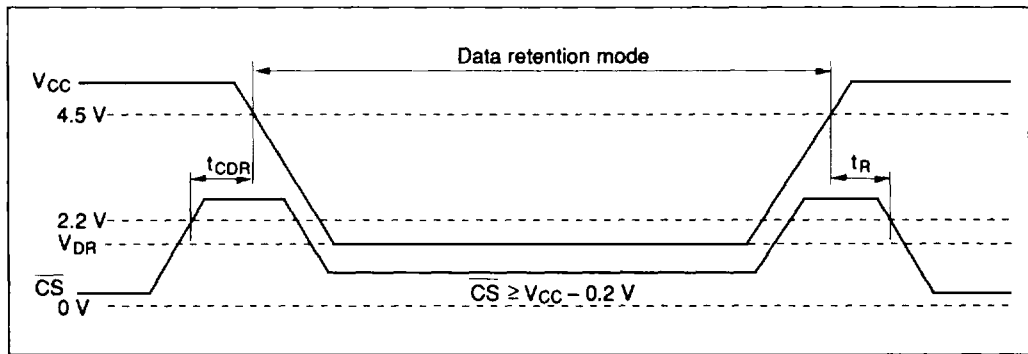 Data retention mode
VCC
4.5 V
tCDR
tR
2.2 V
VDR
CS̅
CS̅ ≥ VCC – 0.2 V
0 V